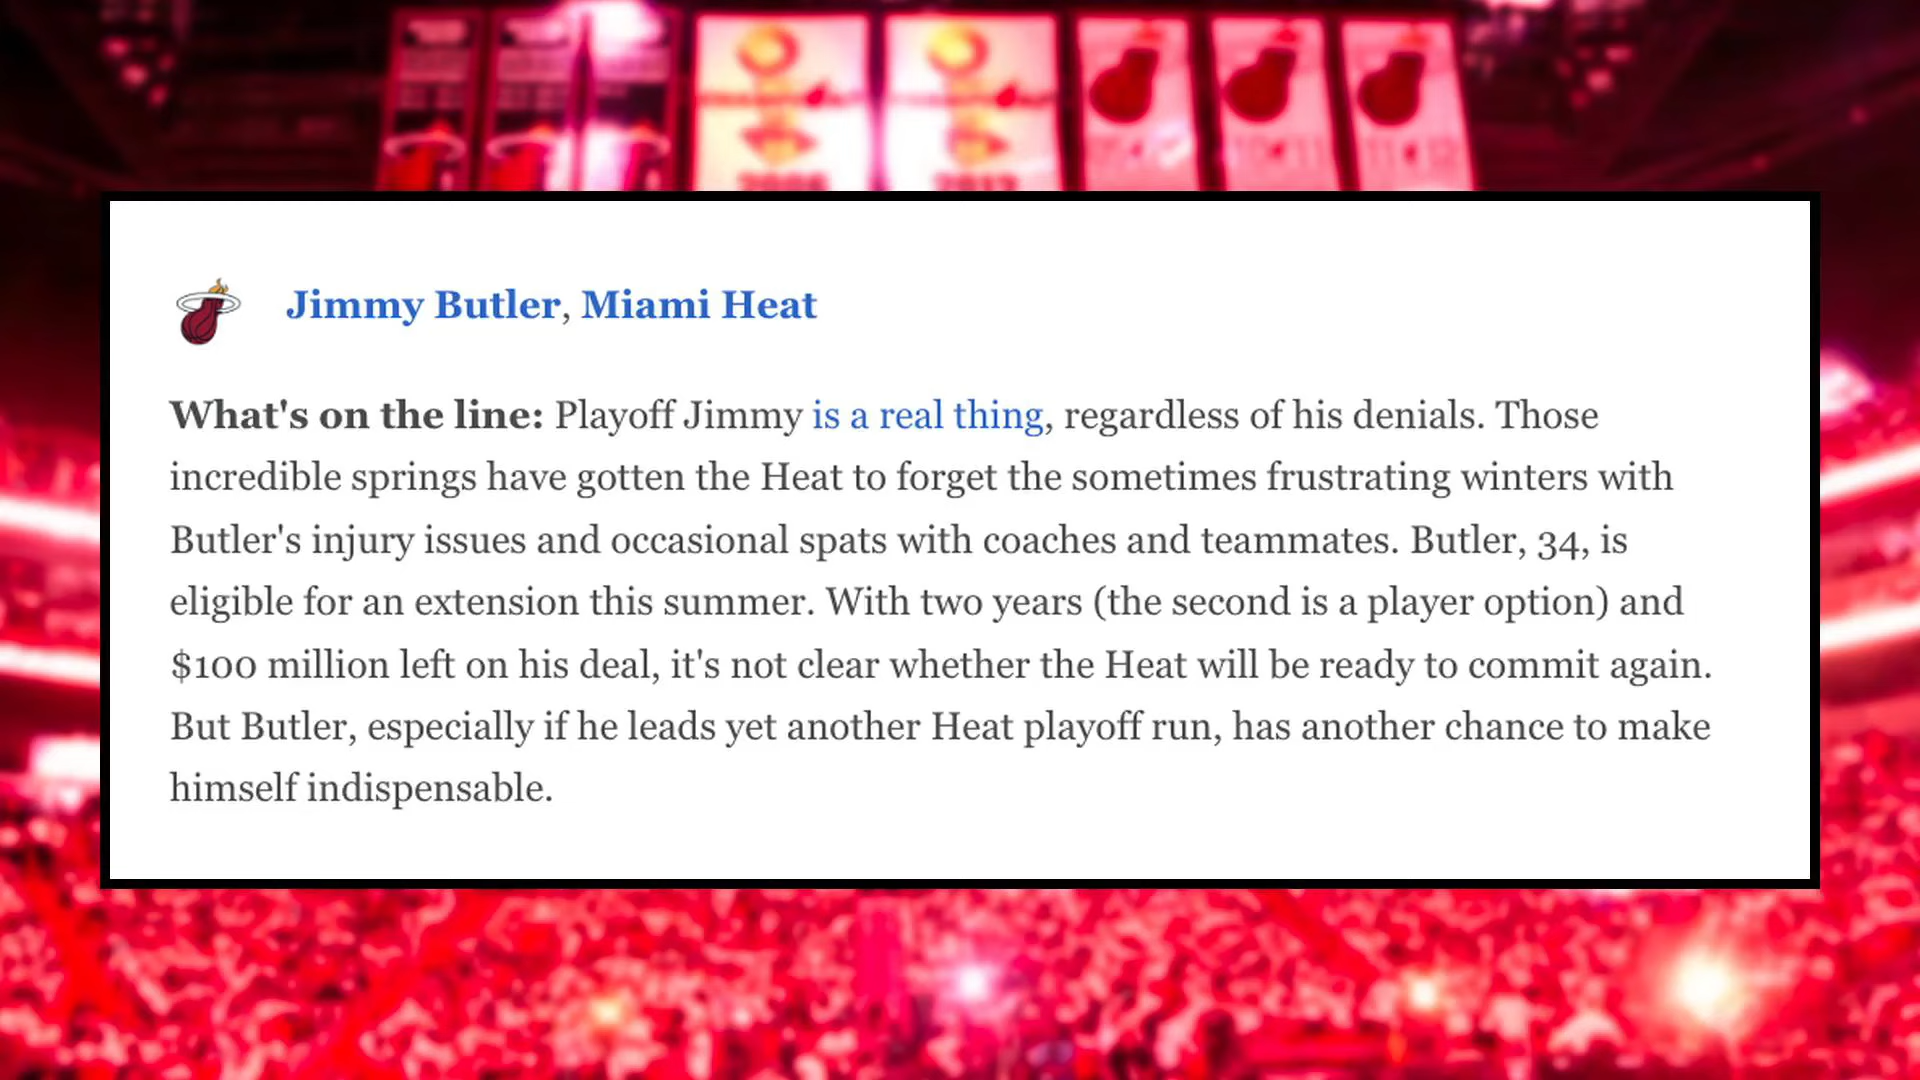 Jimmy Butler, Miami Heat
What's on the line: Playoff Jimmy is a real thing, regardless of his denials. Those
incredible springs have gotten the Heat to forget the sometimes frustrating winters with
Butler's injury issues and occasional spats with coaches and teammates. Butler, 34, is
eligible for an extension this summer. With two years (the second is a player option) and
$100 million left on his deal, it's not clear whether the Heat will be ready to commit again.
But Butler, especially if he leads yet another Heat playoff run, has another chance to make
himself indispensable.